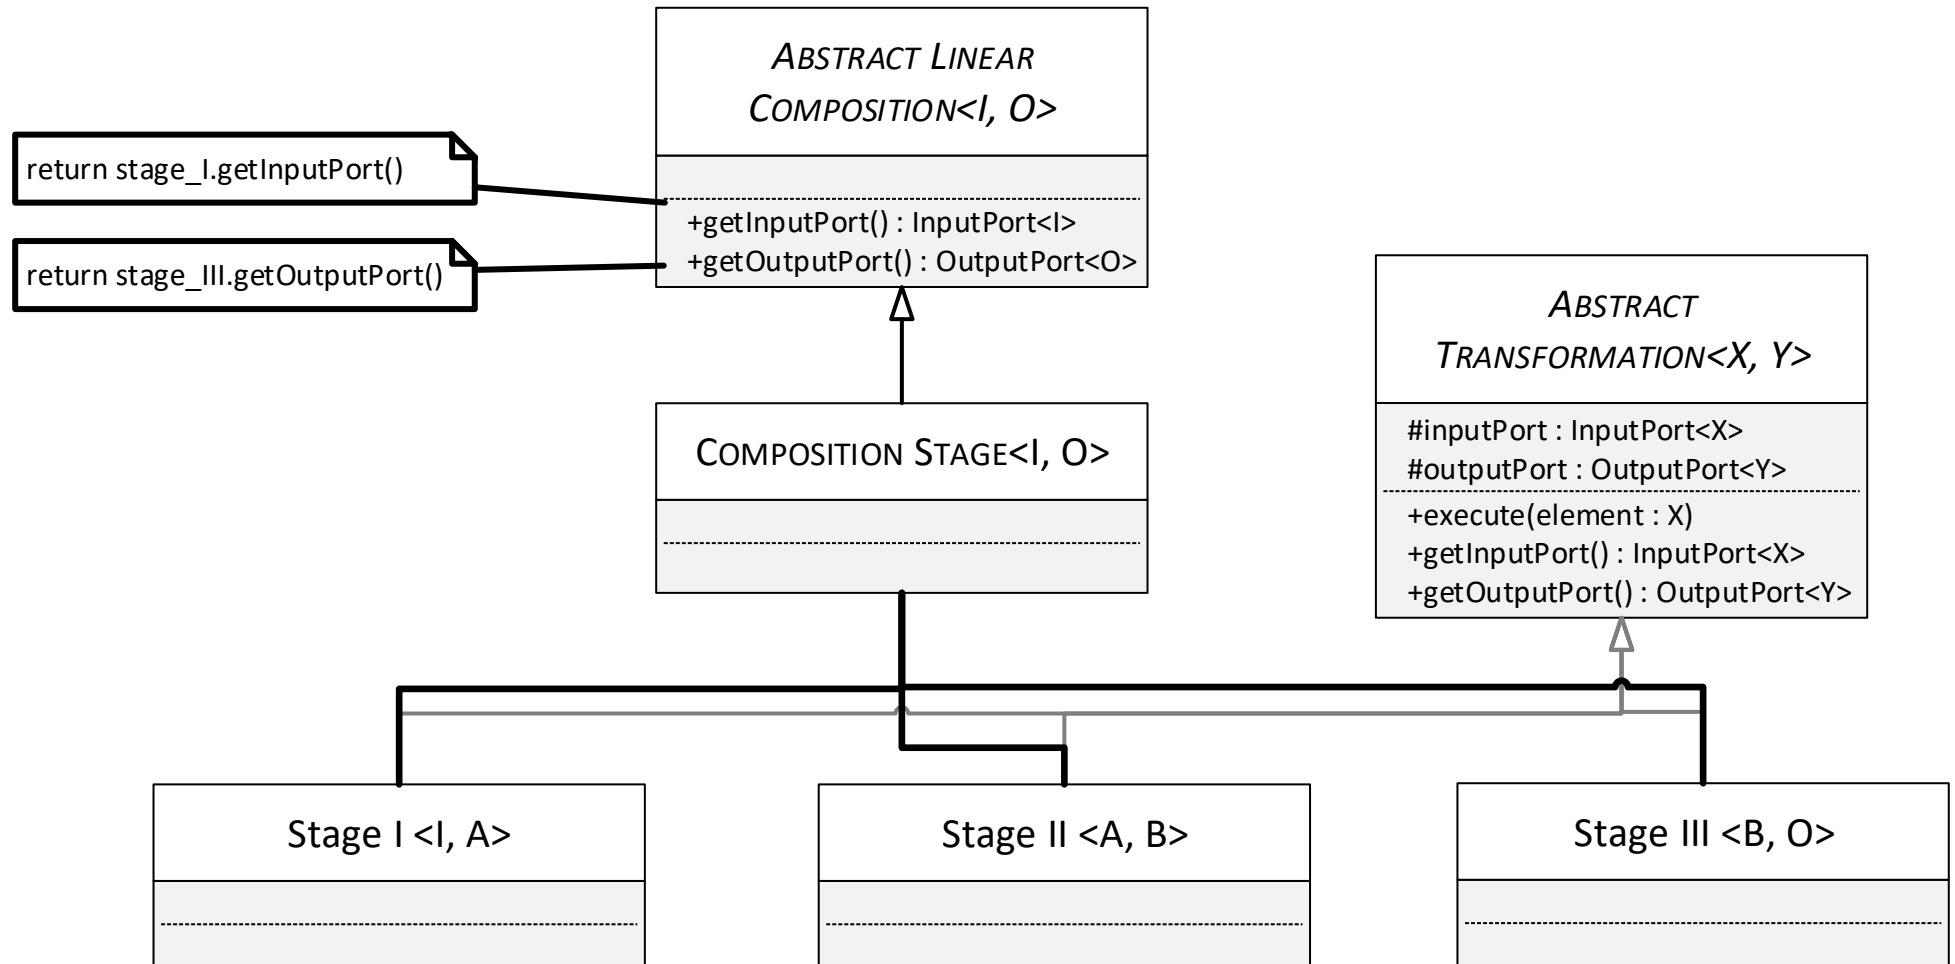 ABSTRACT LINEAR
COMPOSITION<I, O>
return stage_I.getInputPort()
+getInputPort() : InputPort<I>
return stage_III.getOutputPort()
+getOutputPort() : OutputPort<O>
ABSTRACT
TRANSFORMATION<X, Y>
#inputPort : InputPort<X>
#outputPort : OutputPort<Y>
+execute(element : X)
+getInputPort() : InputPort<X>
+getOutputPort() : OutputPort<Y>
COMPOSITION STAGE<I, O>
Stage I <I, A>
Stage II <A, B>
Stage III <B, O>